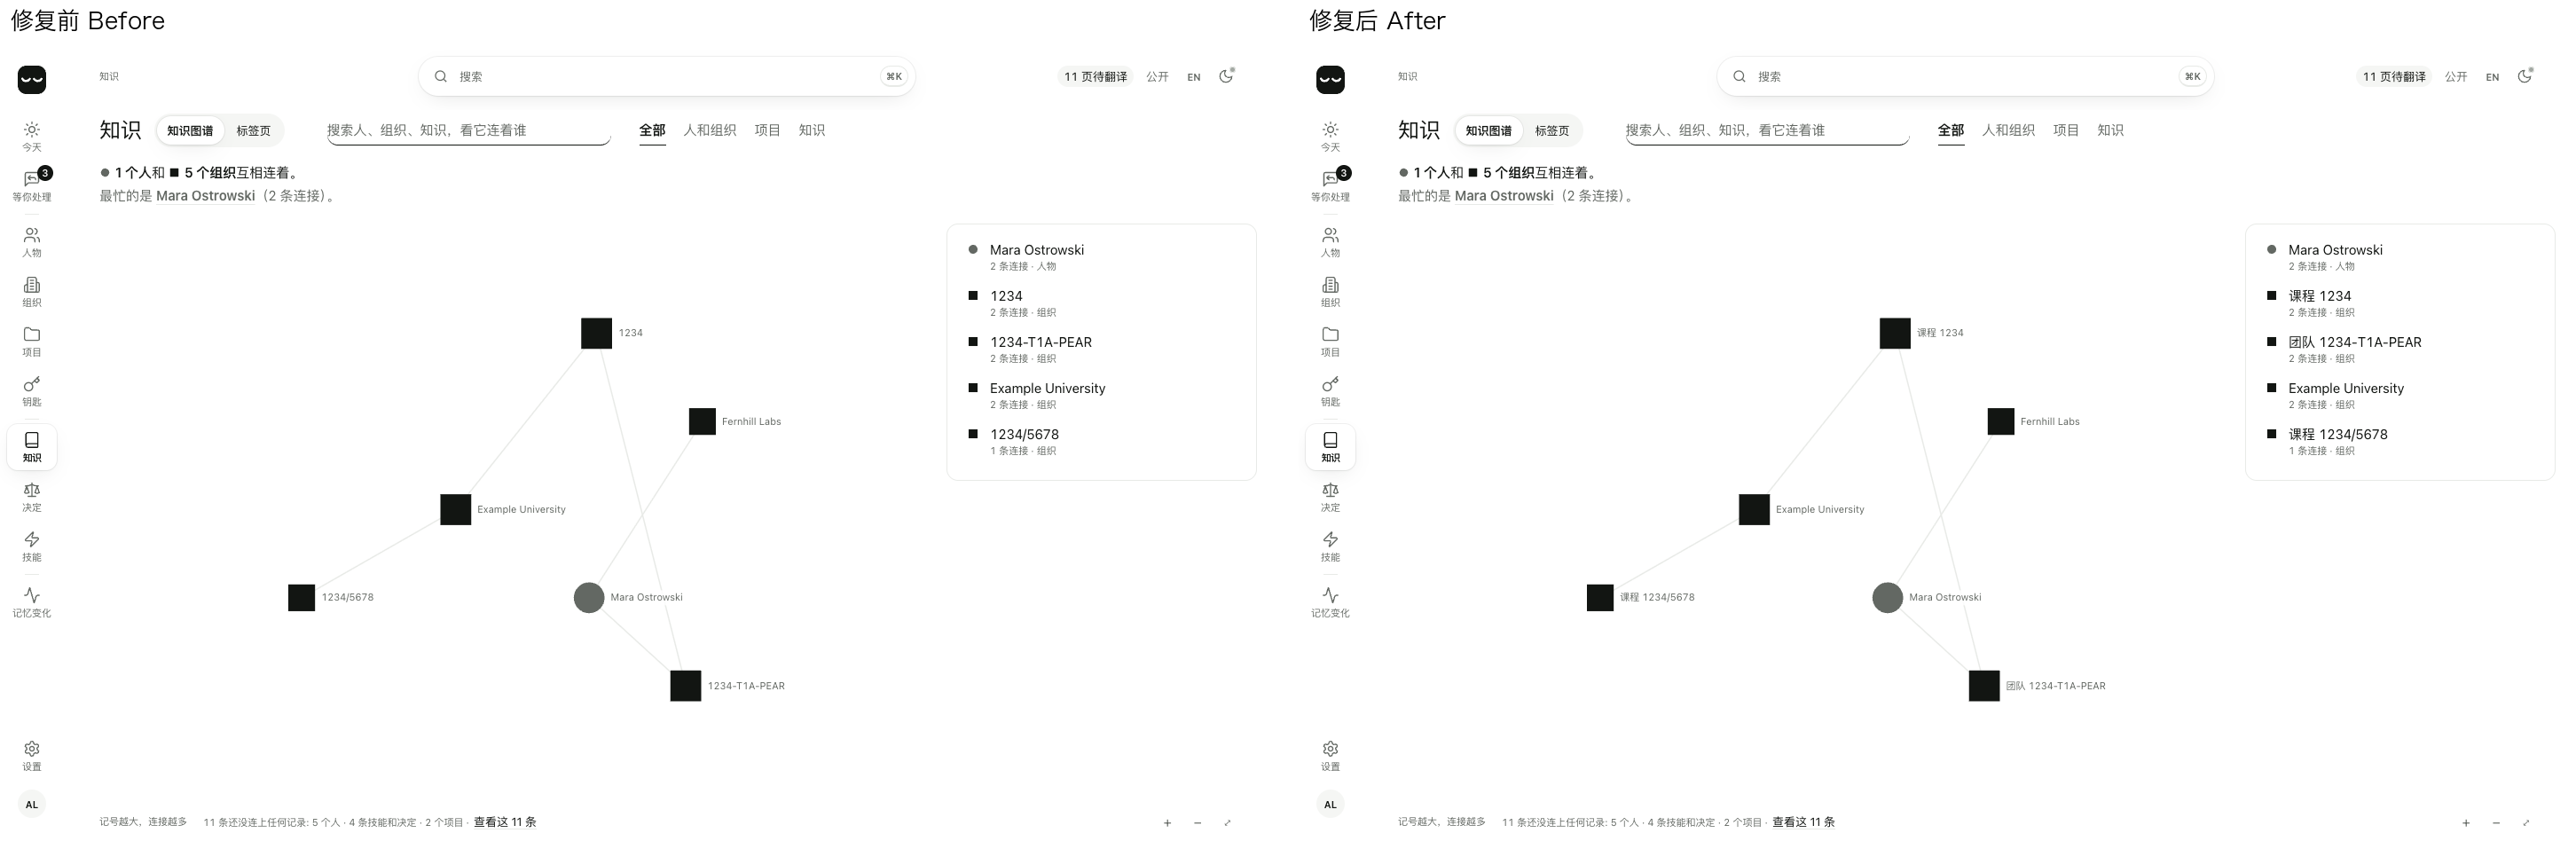 修复前 Before
知识
搜索
⌘K
11 页待翻译
公开
EN
知识
知识图谱
标签页
搜索人、组织、知识，看它连着谁
全部
人和组织
项目
知识
1 个人和 ■ 5 个组织互相连着。
最忙的是 Mara Ostrowski（2 条连接）。
今天
3
等你处理
人物
组织
项目
钥匙
知识
决定
技能
记忆变化
设置
AL
1234
Fernhill Labs
Example University
1234/5678
Mara Ostrowski
1234-T1A-PEAR
Mara Ostrowski
2 条连接 · 人物
1234
2 条连接 · 组织
1234-T1A-PEAR
2 条连接 · 组织
Example University
2 条连接 · 组织
1234/5678
1 条连接 · 组织
记号越大，连接越多
11 条还没连上任何记录: 5 个人 · 4 条技能和决定 · 2 个项目 · 查看这 11 条
修复后 After
知识
搜索
⌘K
11 页待翻译
公开
EN
知识
知识图谱
标签页
搜索人、组织、知识，看它连着谁
全部
人和组织
项目
知识
1 个人和 ■ 5 个组织互相连着。
最忙的是 Mara Ostrowski（2 条连接）。
今天
3
等你处理
人物
组织
项目
钥匙
知识
决定
技能
记忆变化
设置
AL
课程 1234
Fernhill Labs
Example University
课程 1234/5678
Mara Ostrowski
团队 1234-T1A-PEAR
Mara Ostrowski
2 条连接 · 人物
课程 1234
2 条连接 · 组织
团队 1234-T1A-PEAR
2 条连接 · 组织
Example University
2 条连接 · 组织
课程 1234/5678
1 条连接 · 组织
记号越大，连接越多
11 条还没连上任何记录: 5 个人 · 4 条技能和决定 · 2 个项目 · 查看这 11 条